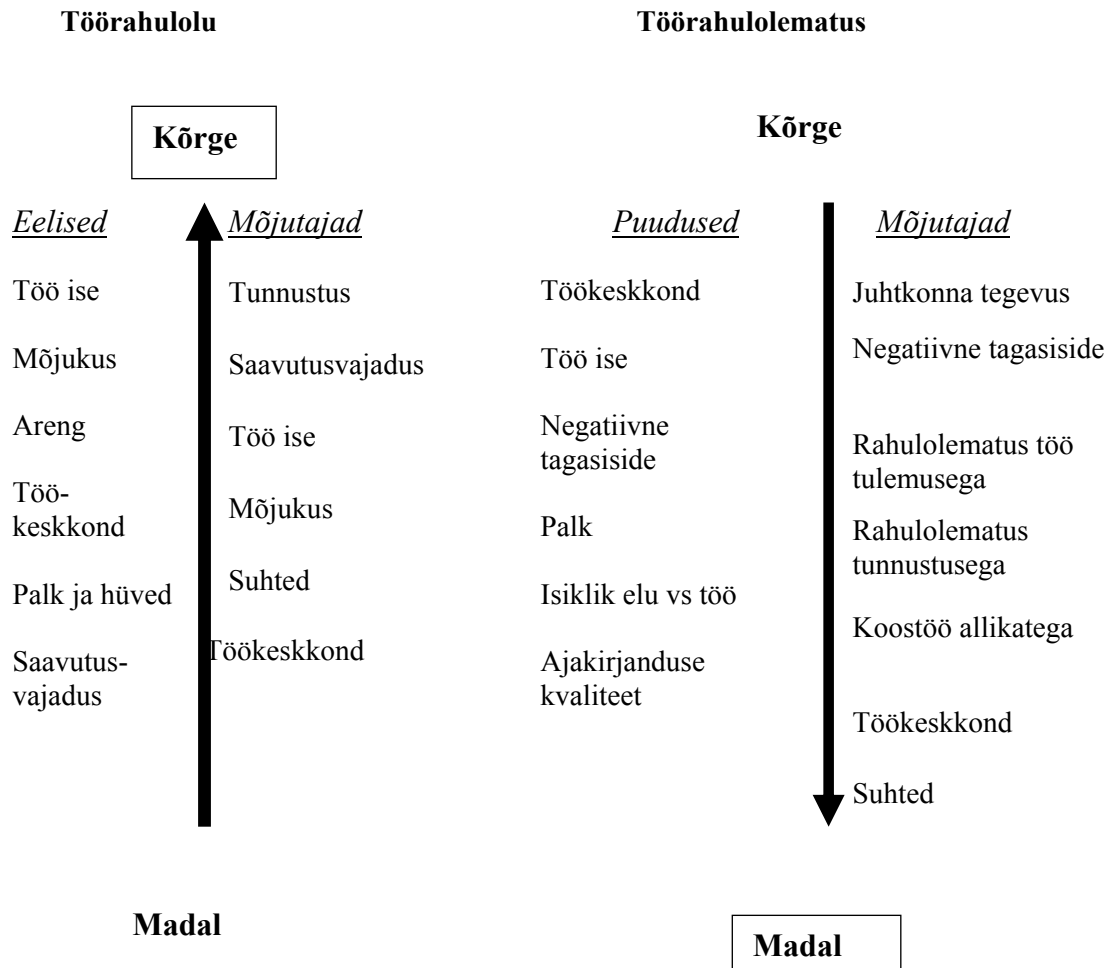 Töörahulolu
Kõrge
Eelised
Mõjutajad
Töö ise
Mõjukus
Areng
Töö-
keskkond
Palk ja hüved
Saavutus-
vajadus
Tunnustus
Saavutusvajadus
Töö ise
Mõjukus
Suhted
Töökeskkond
Madal
Töörahulolematus
Kõrge
Puudused
Mõjutajad
Töökeskkond
Töö ise
Negatiivne
tagasiside
Palk
Isiklik elu vs töö
Ajakirjanduse
kvaliteet
Juhtkonna tegevus
Negatiivne tagasiside
Rahulolematus töö
tulemusega
Rahulolematus
tunnustusega
Koostöö allikatega
Töökeskkond
Suhted
Madal